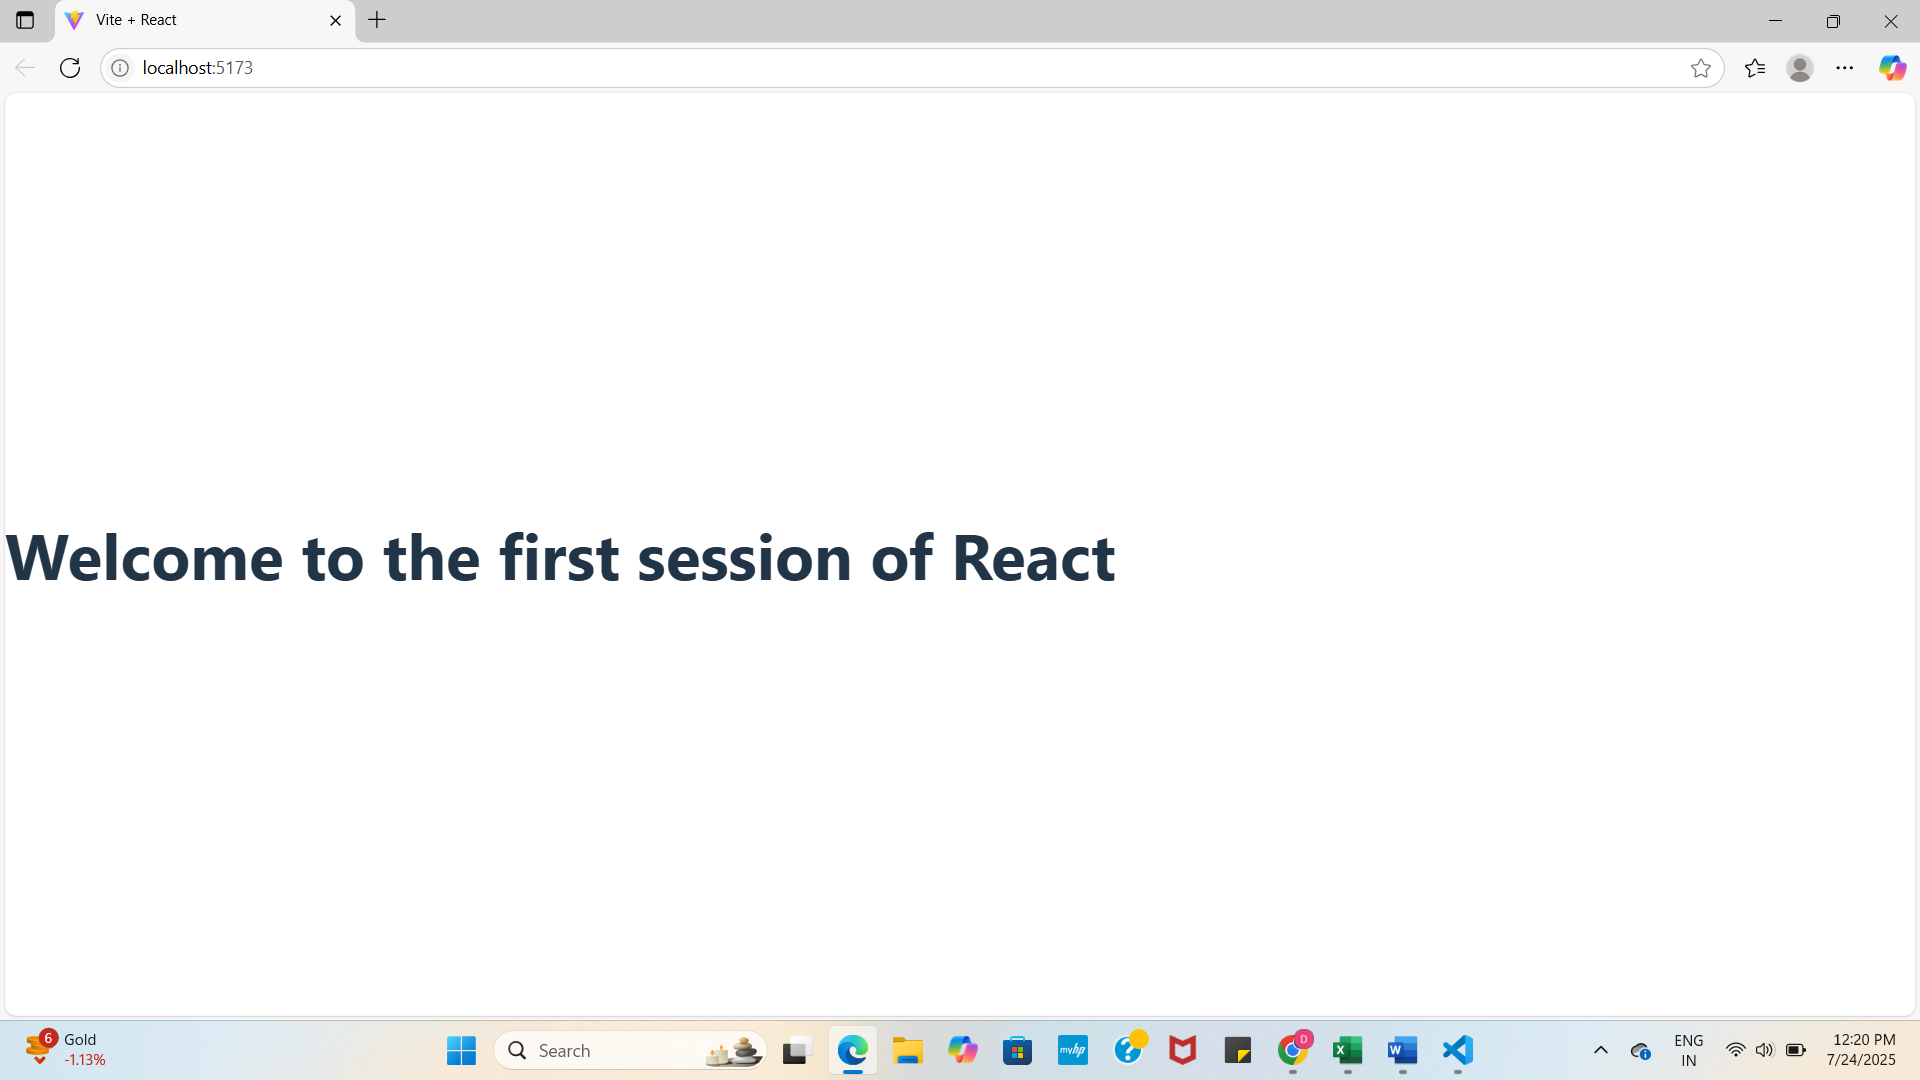 Vite + React
localhost:5173
Welcome to the first session of React
6
Gold
-1.13%
Search
myhp
?
D
X
W
ENG
IN
12:20 PM
7/24/2025